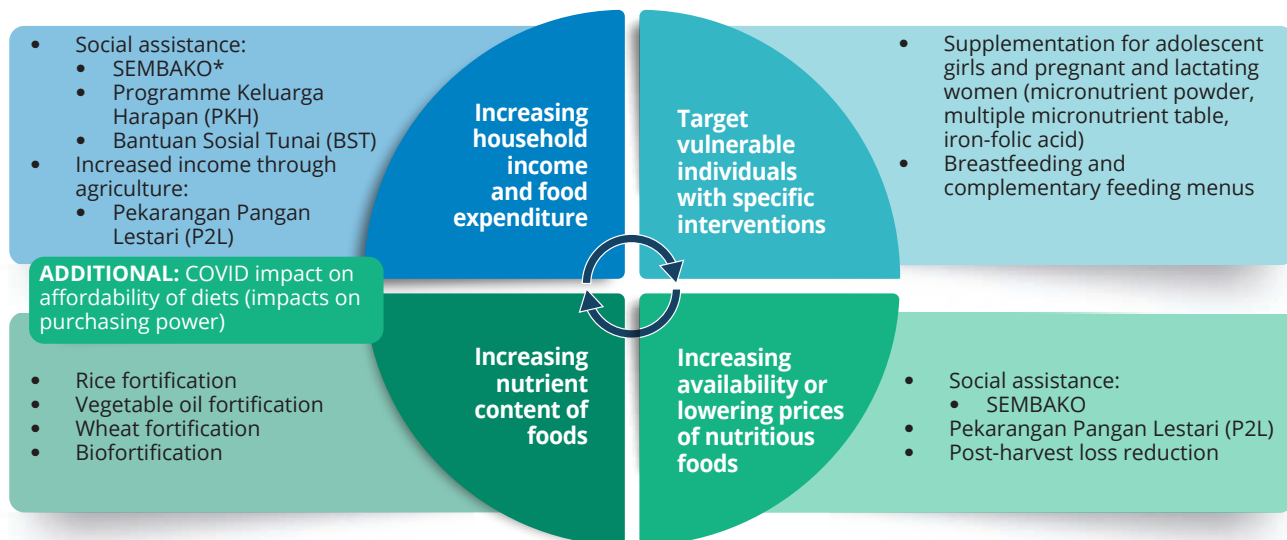 Social assistance:
SEMBAKO*
Programme Keluarga
Harapan (PKH)
Bantuan Sosial Tunai (BST)
Increased income through
agriculture:
Pekarangan Pangan
Lestari (P2L)
Increasing
household
income
and food
expenditure
Target
vulnerable
individuals
with specific
interventions
Supplementation for adolescent
girls and pregnant and lactating
women (micronutrient powder,
multiple micronutrient table,
iron-folic acid)
Breastfeeding and
complementary feeding menus
ADDITIONAL: COVID impact on
affordability of diets (impacts on
purchasing power)
Rice fortification
Vegetable oil fortification
Wheat fortification
Biofortification
Increasing
nutrient
content of
foods
Increasing
availability or
lowering prices
of nutritious
foods
Social assistance:
SEMBAKO
Pekarangan Pangan Lestari (P2L)
Post-harvest loss reduction